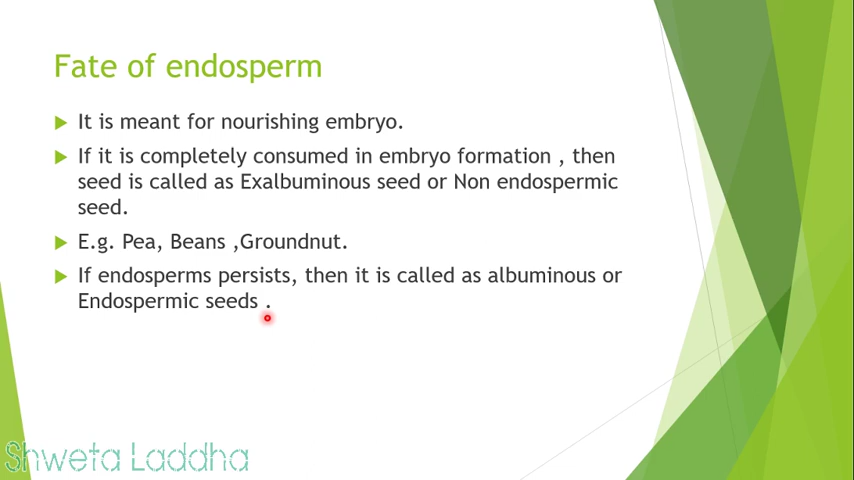 Fate of endosperm
It is meant for nourishing embryo.
If it is completely consumed in embryo formation , then
seed is called as Exalbuminous seed or Non endospermic
seed.
E.g. Pea, Beans ,Groundnut.
If endosperms persists, then it is called as albuminous or
Endospermic seeds .
Shweta Laddha